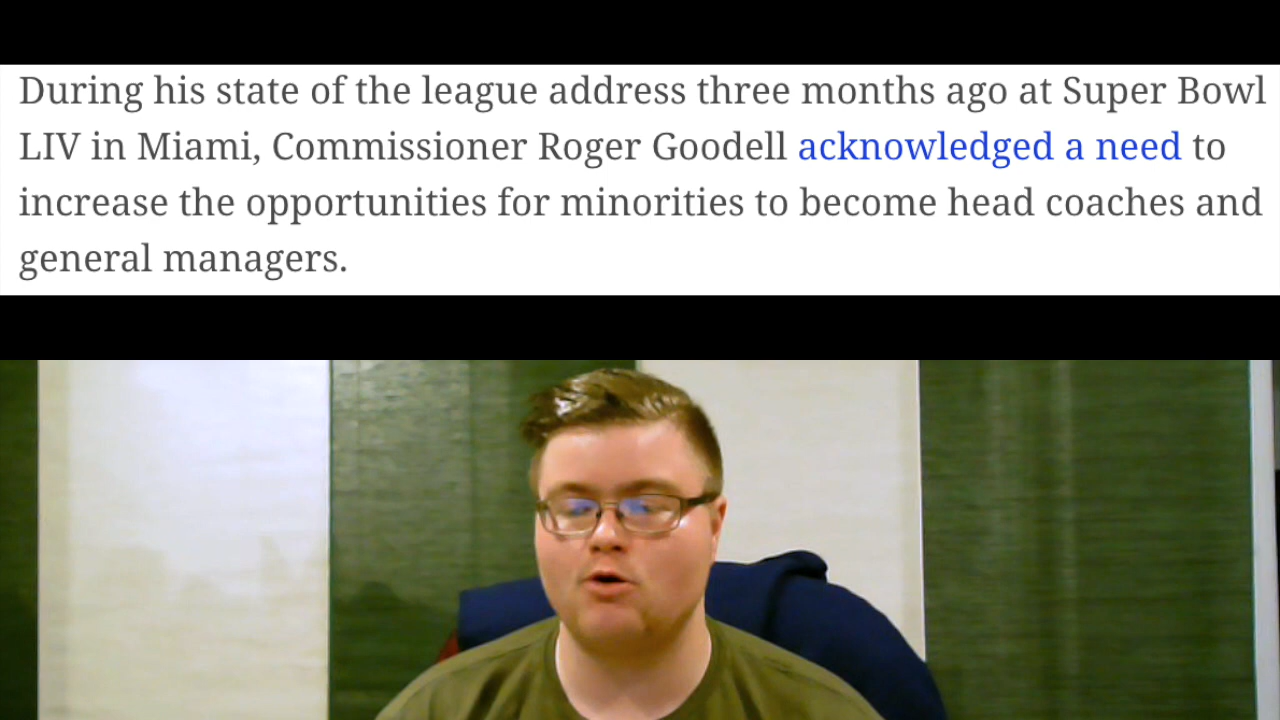 During his state of the league address three months ago at Super Bowl
LIV in Miami, Commissioner Roger Goodell acknowledged a need to
increase the opportunities for minorities to become head coaches and
general managers.